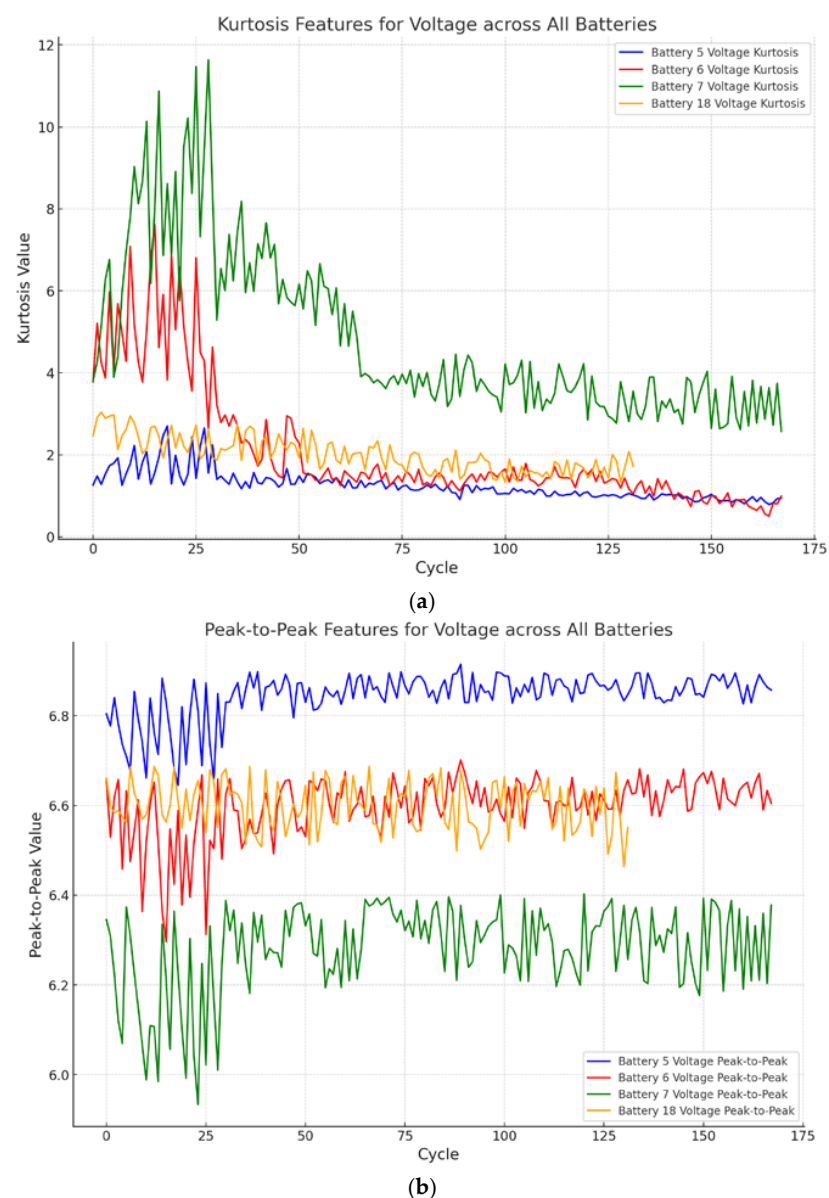 Kurtosis Features for Voltage across All Batteries
12
Battery 5 Voltage Kurtosis
Battery 6 Voltage Kurtosis
Battery 7 Voltage Kurtosis
Battery 18 Voltage Kurtosis
10
8
Kurtosis Value
6
4
2
0
0 25 50 75 100 125 150 175
Cycle
(a)
Peak-to-Peak Features for Voltage across All Batteries
6.8
6.6
Peak-to-Peak Value
6.4
6.2
6.0
Battery 5 Voltage Peak-to-Peak
Battery 6 Voltage Peak-to-Peak
Battery 7 Voltage Peak-to-Peak
Battery 18 Voltage Peak-to-Peak
0 25 50 75 100 125 150 175
Cycle
(b)